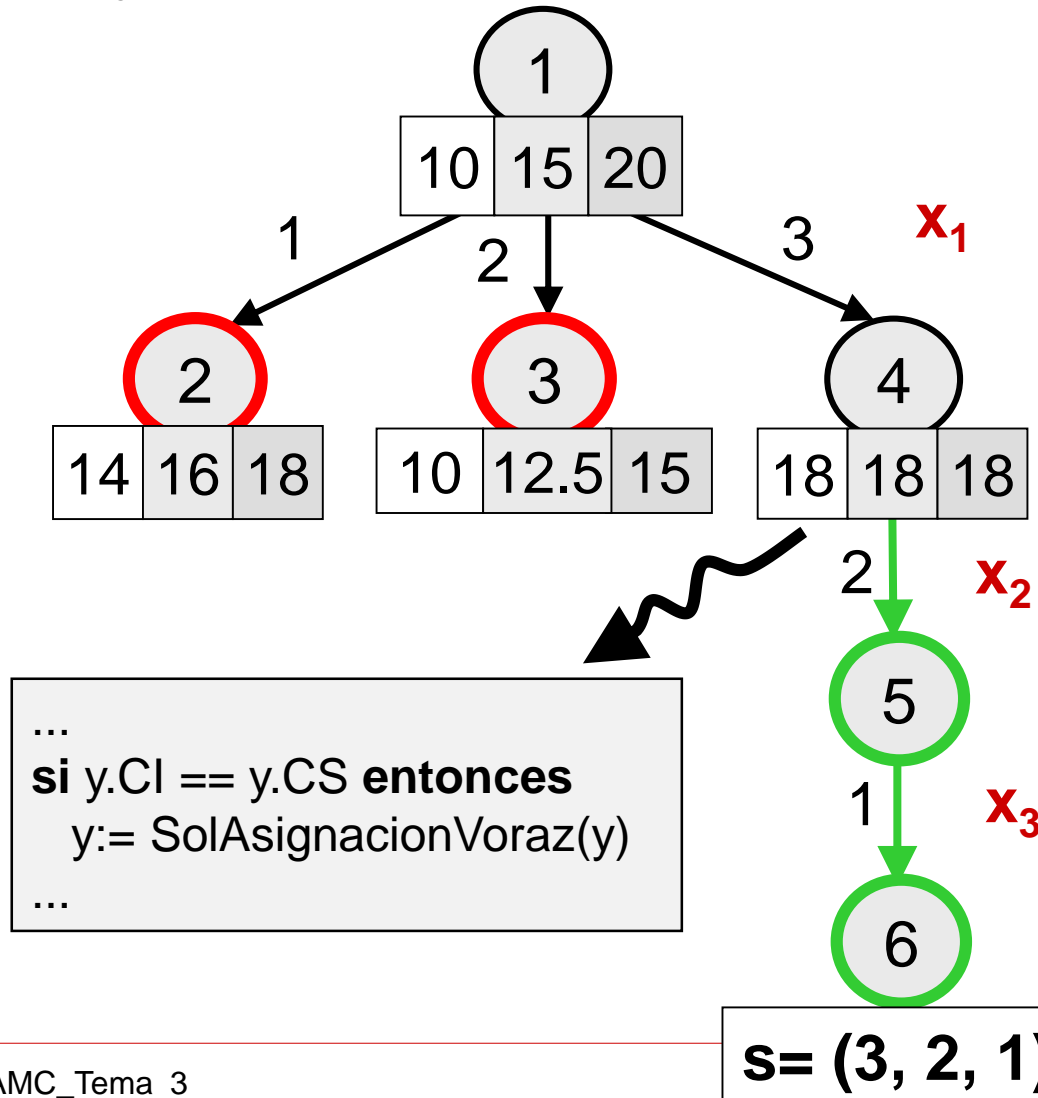 1
10 15 20
1 2 3 x₁
2 3 4
14 16 18 10 12.5 15 18 18 18
2 x₂
5
...
si y.CI == y.CS entonces
y:= SolAsignacionVoraz(y)
...
1 x₃
6
s= (3, 2, 1)
AMC_Tema 3